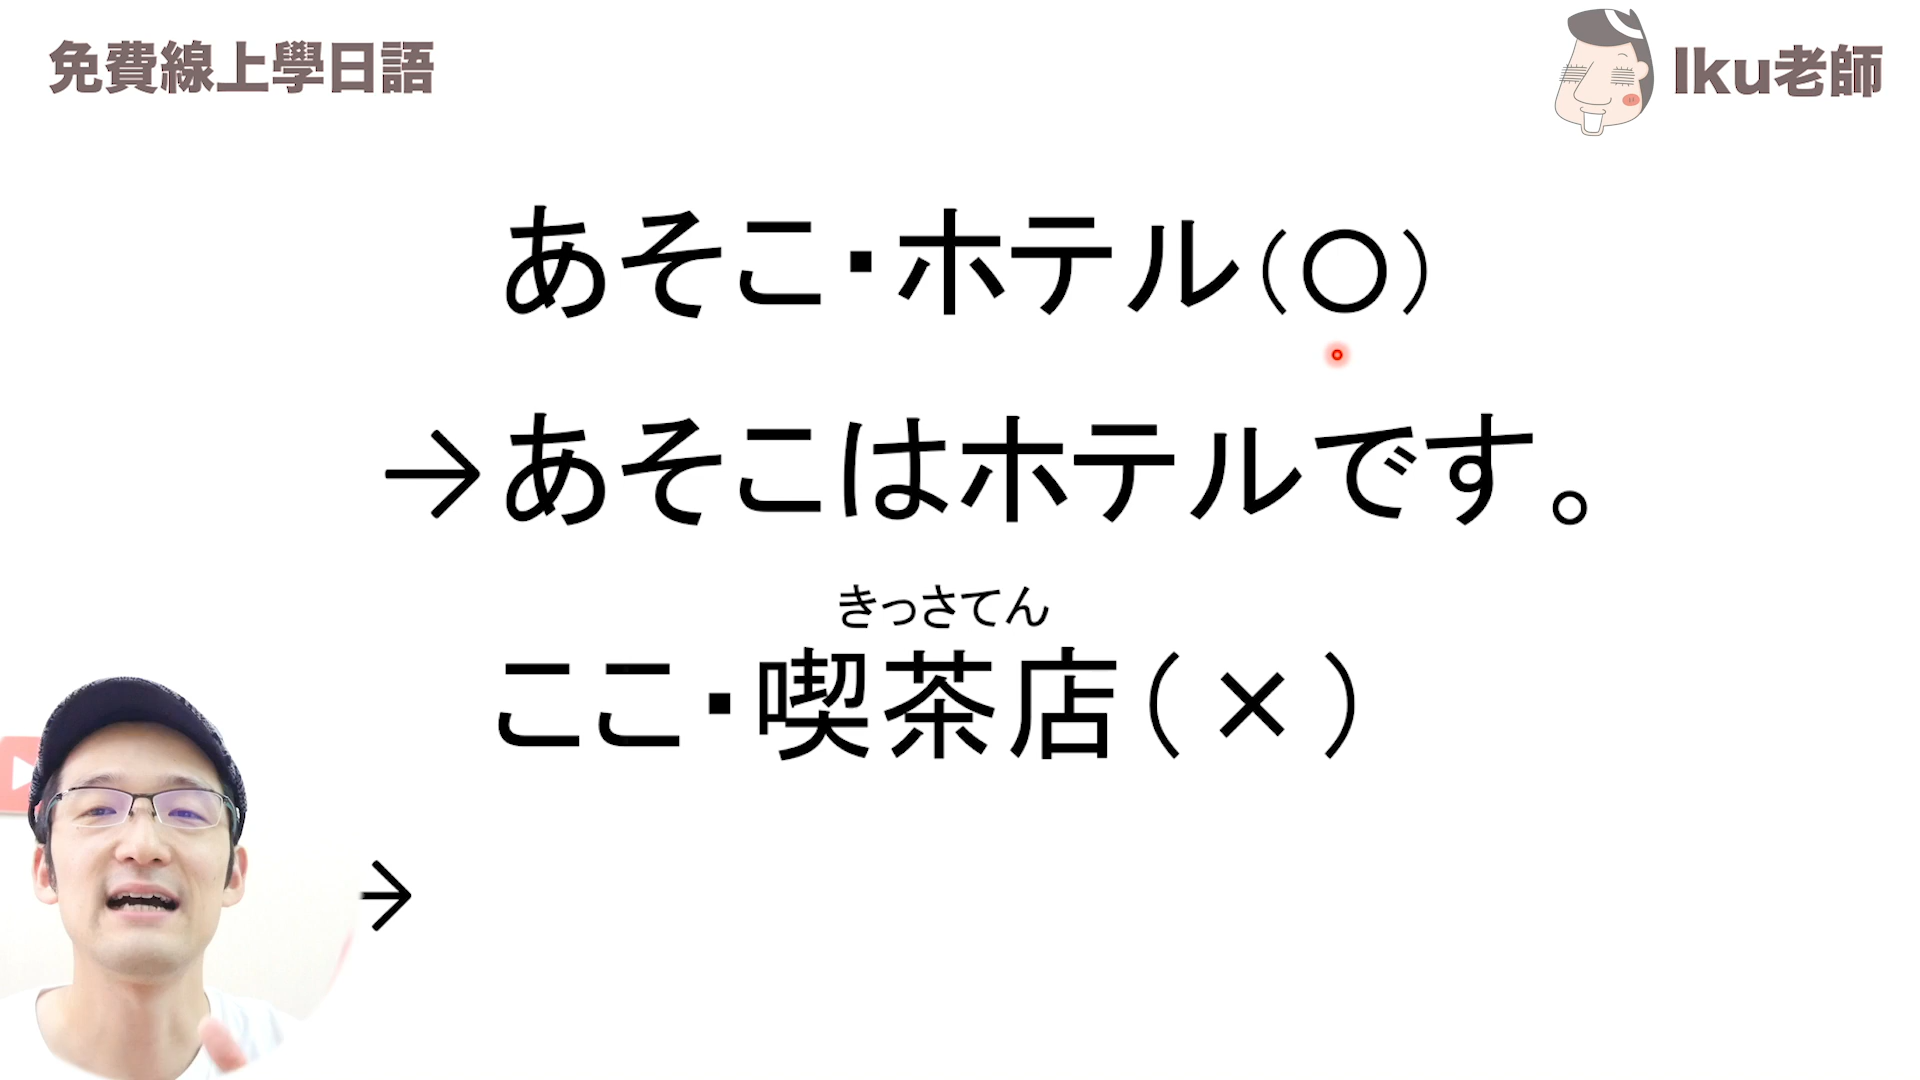 免費線上學日語
Iku老師
あそこ・ホテル（○）
→あそこはホテルです。
きっさてん
ここ・喫茶店（×）
→